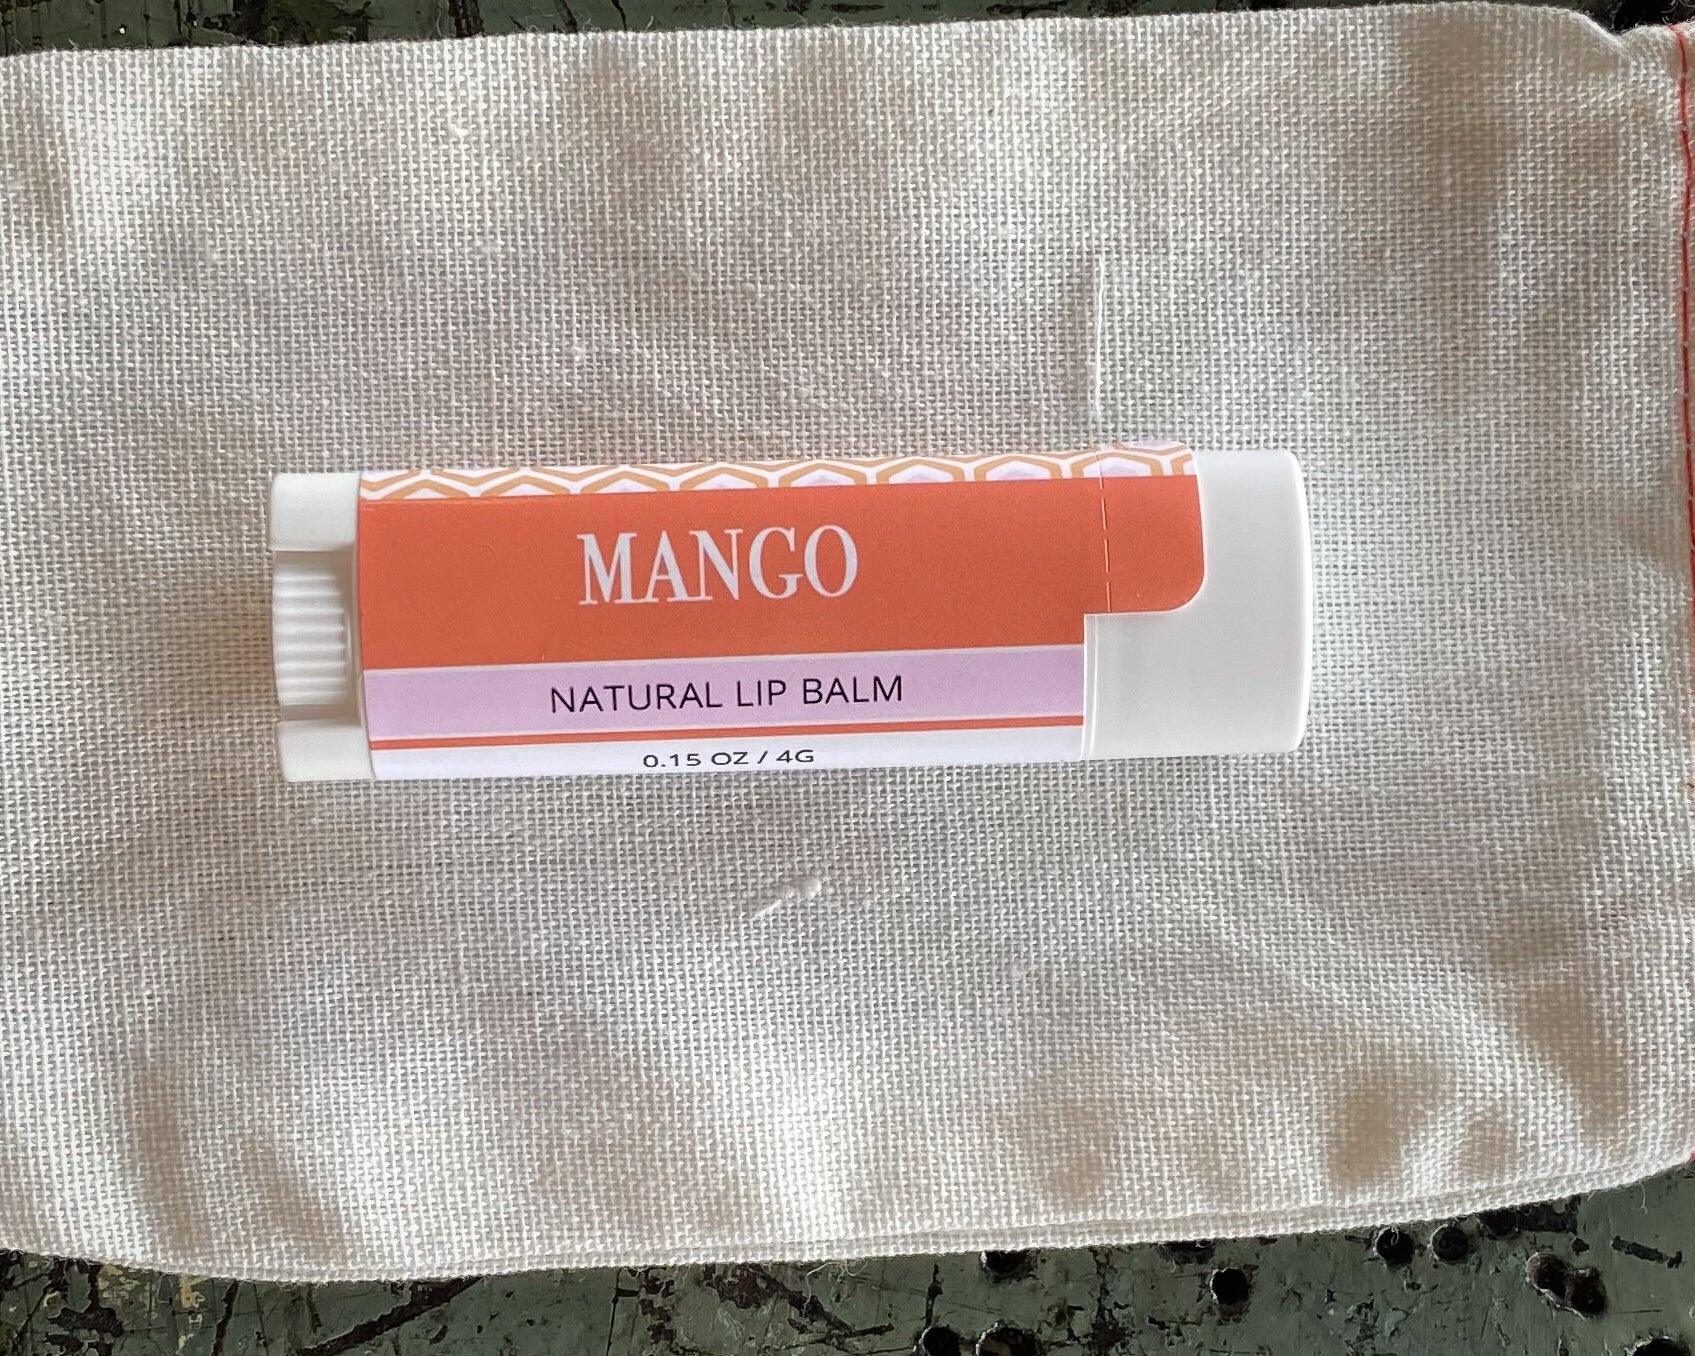 MANGO
NATURAL LIP BALM
0.15 OZ / 4G